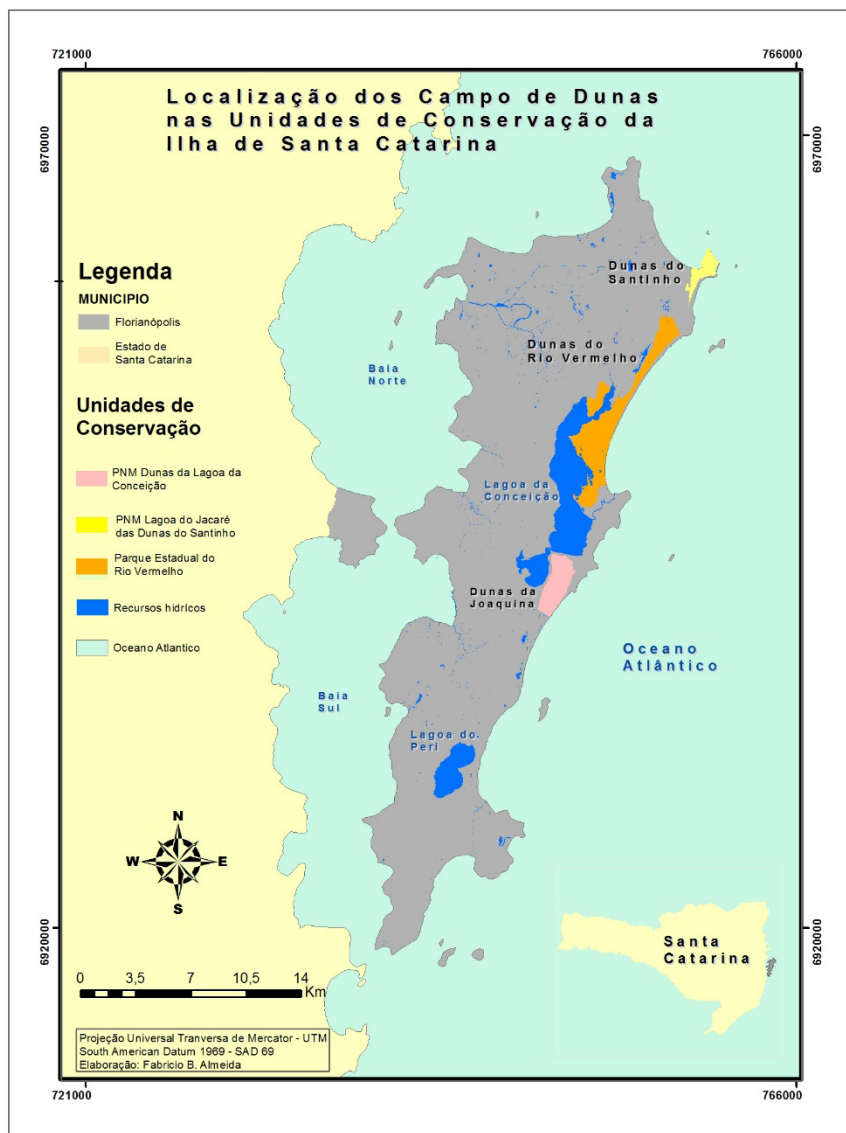 721000
766000
Localização dos Campo de Dunas
nas Unidades de Conservação da
Ilha de Santa Catarina
6970000
6970000
Dunas do
Santinho
Legenda
MUNICIPIO
Florianópolis
Estado de
Santa Catarina
Dunas do
Rio Vermelho
Baia
Norte
Unidades de
Conservação
PNM Dunas da Lagoa da
Conceição
PNM Lagoa do Jacaré
das Dunas do Santinho
Parque Estadual do
Rio Vermelho
Recursos hidrícos
Oceano Atlantico
Lagoa da
Conceição
Dunas da
Joaquina
Oceano
Atlântico
Baia
Sul
Lagoa do.
Peri
N
W
E
S
6920000
6920000
Santa
Catarina
0 3,5 7 10,5 14
Km
Projeção Universal Tranversa de Mercator - UTM
South American Datum 1969 - SAD 69
Elaboração: Fabricio B. Almeida
721000
766000